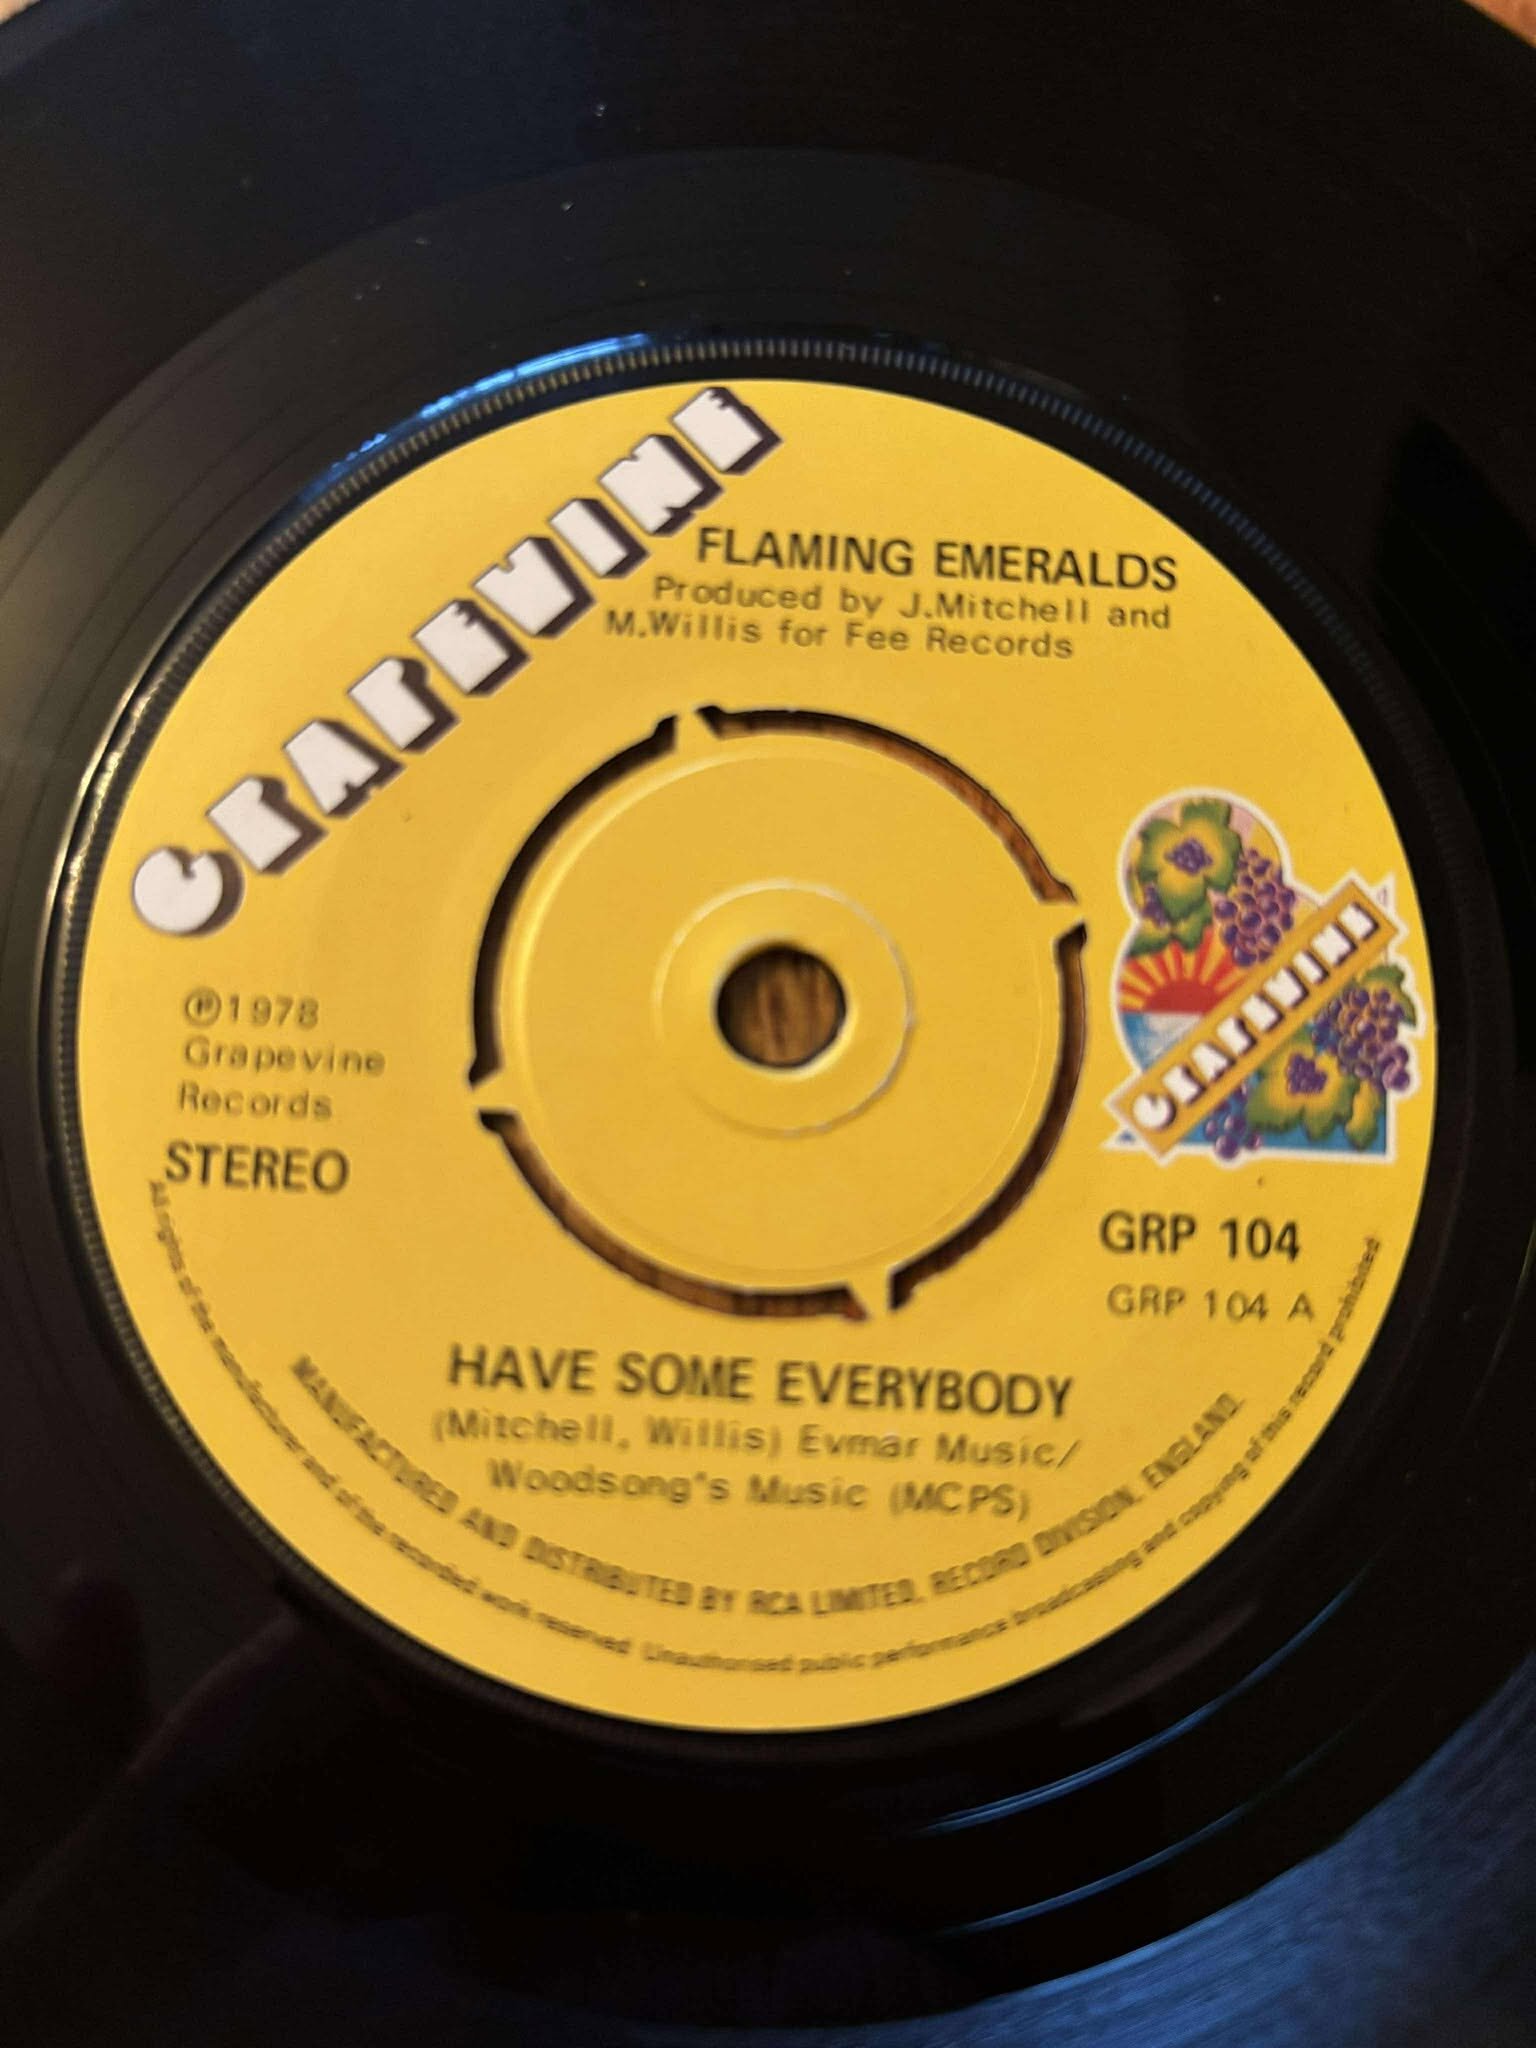 GRAPEVINE
FLAMING EMERALDS
Produced by J.Mitchell and
M.Willis for Fee Records
℗1978
Grapevine
Records
STEREO
GRAPEVINE
GRP 104
GRP 104 A
HAVE SOME EVERYBODY
(Mitchell, Willis) Evmar Music/
Woodsong's Music (MCPS)
MANUFACTURED AND DISTRIBUTED BY RCA LIMITED, RECORD DIVISION, ENGLAND.
All rights of the manufacturer and of the recorded work reserved. Unauthorised public performance broadcasting and copying of this record prohibited